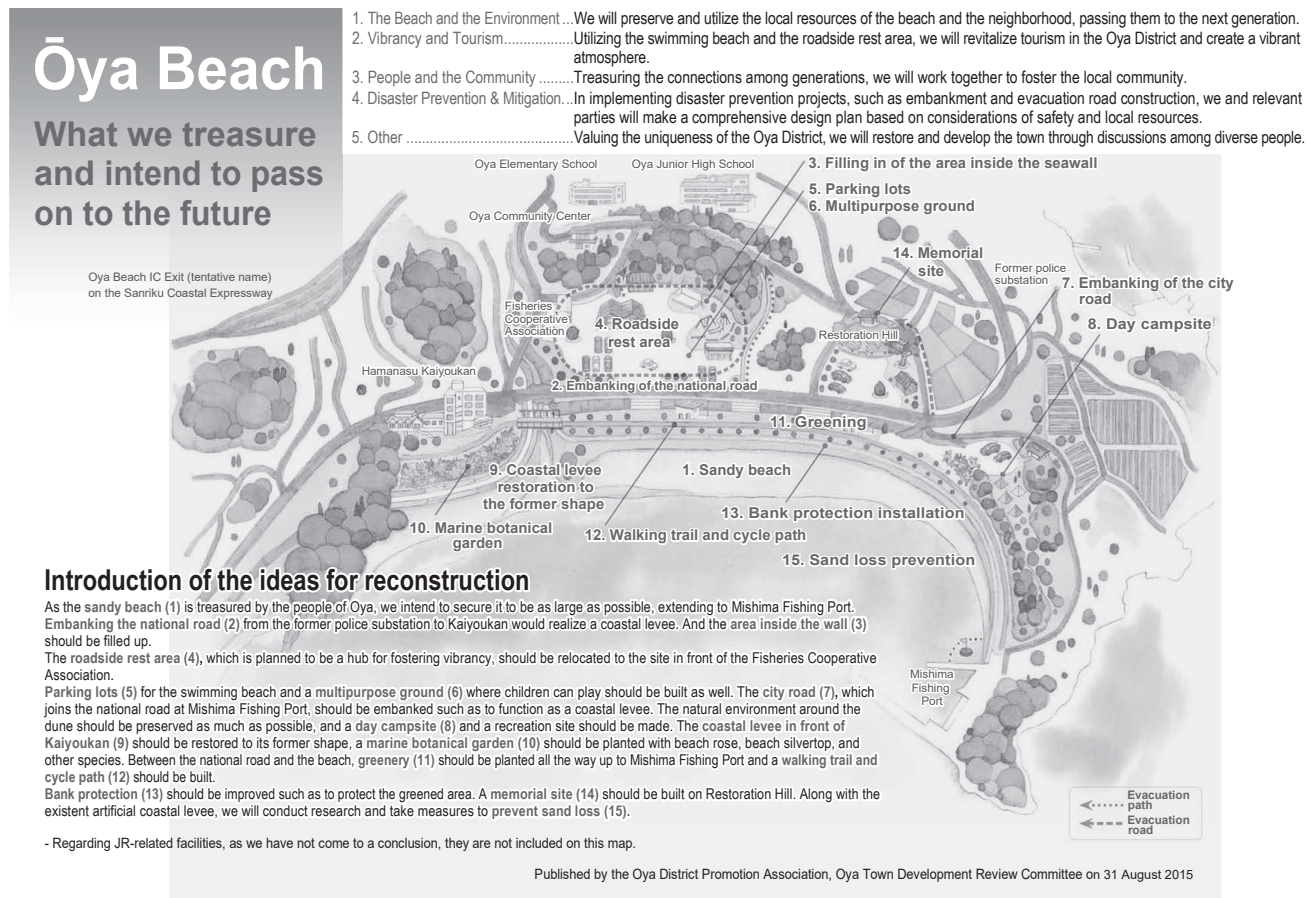 Ōya Beach
What we treasure
and intend to pass
on to the future
1. The Beach and the Environment ...We will preserve and utilize the local resources of the beach and the neighborhood, passing them to the next generation.
2. Vibrancy and Tourism.................Utilizing the swimming beach and the roadside rest area, we will revitalize tourism in the Oya District and create a vibrant
atmosphere.
3. People and the Community .........Treasuring the connections among generations, we will work together to foster the local community.
4. Disaster Prevention & Mitigation...In implementing disaster prevention projects, such as embankment and evacuation road construction, we and relevant
parties will make a comprehensive design plan based on considerations of safety and local resources.
5. Other .........................................Valuing the uniqueness of the Oya District, we will restore and develop the town through discussions among diverse people.
Oya Elementary School
Oya Junior High School
3. Filling in of the area inside the seawall
5. Parking lots
6. Multipurpose ground
Oya Community Center
14. Memorial
site
Former police
substation
7. Embanking of the city
road
Oya Beach IC Exit (tentative name)
on the Sanriku Coastal Expressway
Fisheries
Cooperative
Association
4. Roadside
rest area
Restoration Hill
8. Day campsite
Hamanasu Kaiyoukan
2. Embanking of the national road
11. Greening
9. Coastal levee
restoration to
the former shape
1. Sandy beach
13. Bank protection installation
10. Marine botanical
garden
12. Walking trail and cycle path
15. Sand loss prevention
Introduction of the ideas for reconstruction
As the sandy beach (1) is treasured by the people of Oya, we intend to secure it to be as large as possible, extending to Mishima Fishing Port.
Embanking the national road (2) from the former police substation to Kaiyoukan would realize a coastal levee. And the area inside the wall (3)
should be filled up.
The roadside rest area (4), which is planned to be a hub for fostering vibrancy, should be relocated to the site in front of the Fisheries Cooperative
Association.
Parking lots (5) for the swimming beach and a multipurpose ground (6) where children can play should be built as well. The city road (7), which
joins the national road at Mishima Fishing Port, should be embanked such as to function as a coastal levee. The natural environment around the
dune should be preserved as much as possible, and a day campsite (8) and a recreation site should be made. The coastal levee in front of
Kaiyoukan (9) should be restored to its former shape, a marine botanical garden (10) should be planted with beach rose, beach silvertop, and
other species. Between the national road and the beach, greenery (11) should be planted all the way up to Mishima Fishing Port and a walking trail and
cycle path (12) should be built.
Bank protection (13) should be improved such as to protect the greened area. A memorial site (14) should be built on Restoration Hill. Along with the
existent artificial coastal levee, we will conduct research and take measures to prevent sand loss (15).
Mishima
Fishing
Port
Evacuation
path
Evacuation
road
- Regarding JR-related facilities, as we have not come to a conclusion, they are not included on this map.
Published by the Oya District Promotion Association, Oya Town Development Review Committee on 31 August 2015